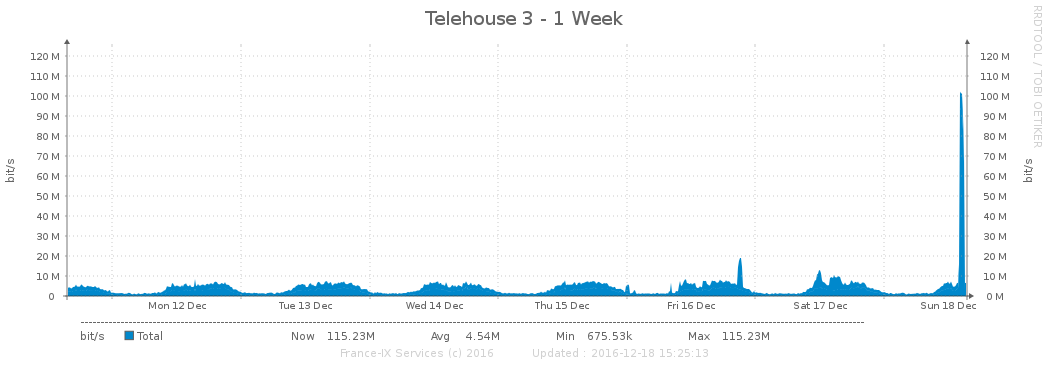 Telehouse 3 - 1 Week
RRDTOOL / TOBI OETIKER
120 M 120 M
110 M 110 M
100 M 100 M
90 M 90 M
80 M 80 M
70 M 70 M
60 M 60 M
50 M 50 M
40 M 40 M
30 M 30 M
20 M 20 M
10 M 10 M
0 0 M
bit/s bit/s
Mon 12 Dec Tue 13 Dec Wed 14 Dec Thu 15 Dec Fri 16 Dec Sat 17 Dec Sun 18 Dec
bit/s Total Now 115.23M Avg 4.54M Min 675.53k Max 115.23M
France-IX Services (c) 2016 Updated : 2016-12-18 15:25:13